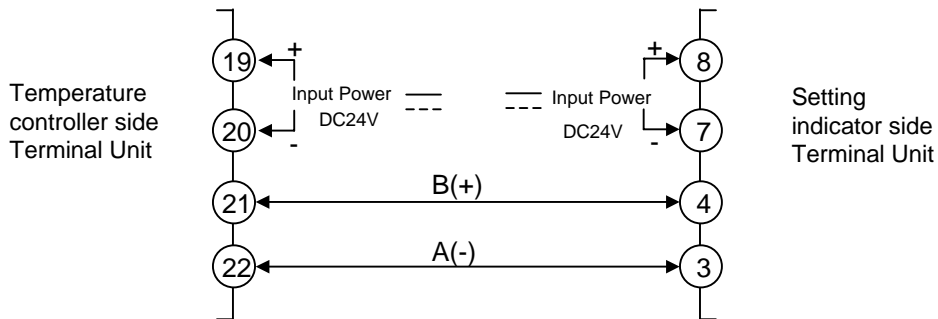 Temperature
controller side
Terminal Unit
19
+
20
-
Input Power
DC24V
21
22
B(+)
A(-)
Input Power
DC24V
+
8
-
7
4
3
Setting
indicator side
Terminal Unit